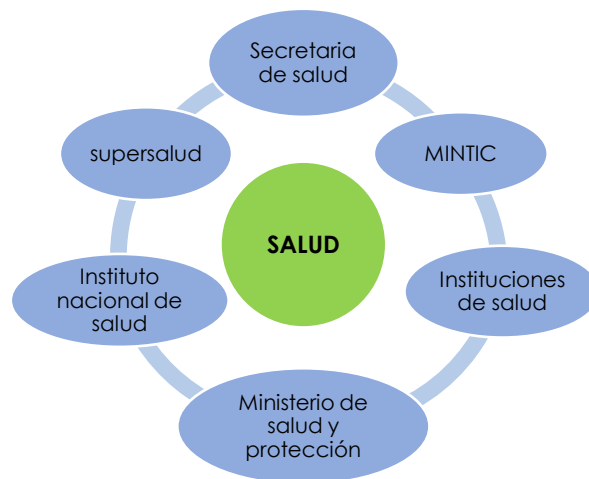 Secretaria
de salud
supersalud
MINTIC
SALUD
Instituto
nacional de
salud
Instituciones
de salud
Ministerio de
salud y
protección